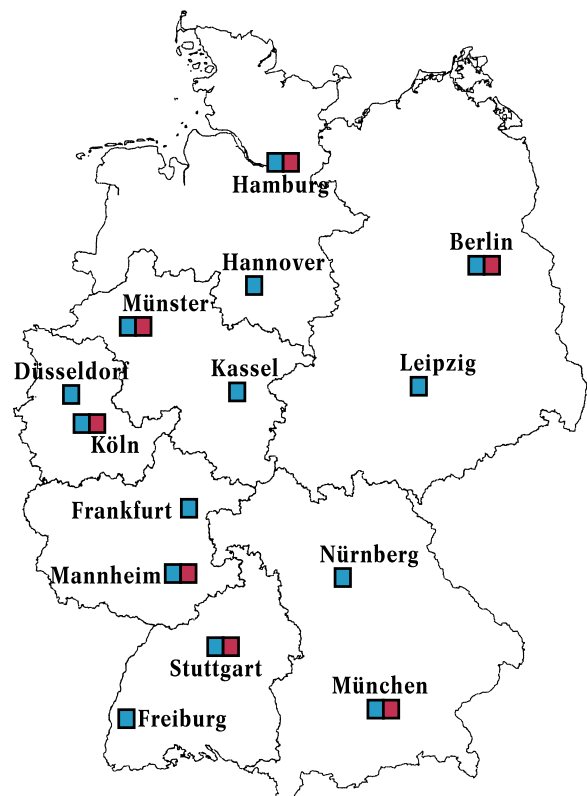 Hamburg
Berlin
Hannover
Münster
Düsseldorf
Kassel
Leipzig
Köln
Frankfurt
Mannheim
Nürnberg
Stuttgart
München
Freiburg